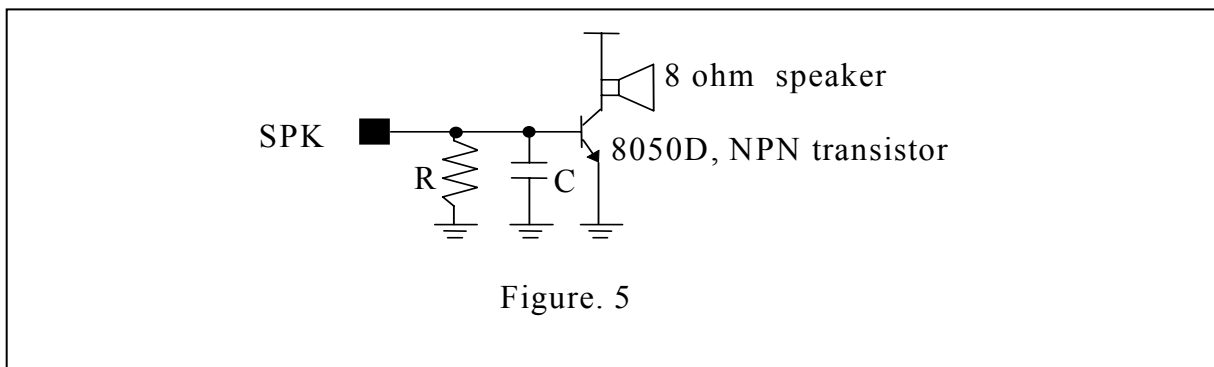 8 ohm speaker
SPK
8050D, NPN transistor
R
C
Figure. 5